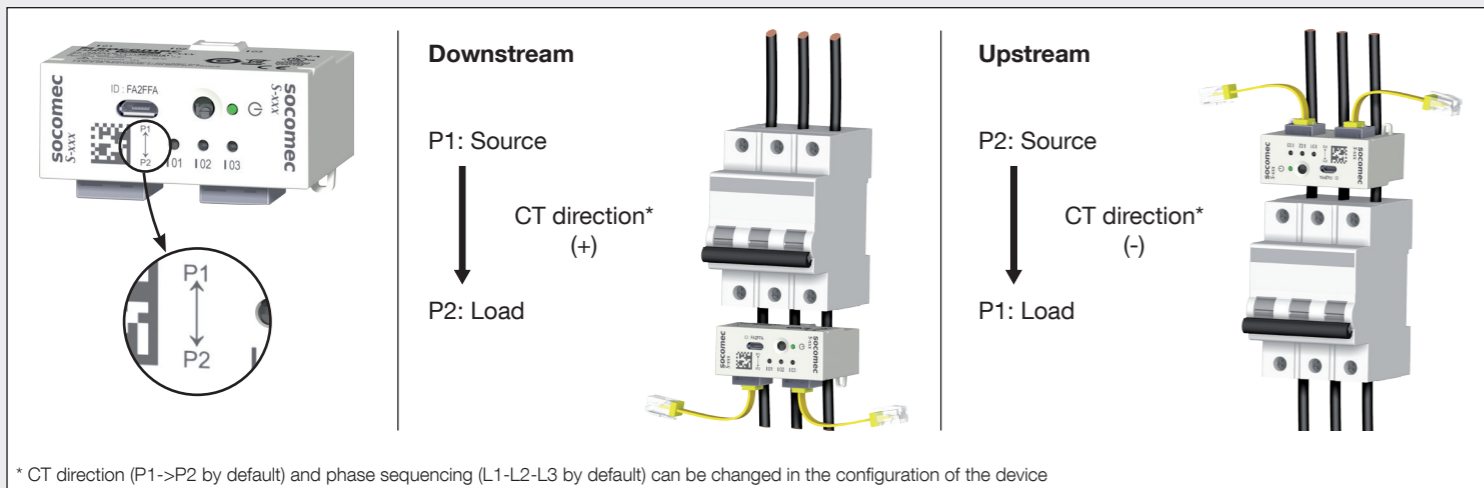 ID : FA2FFA
socomec
S-xxx
P1
P2
I 01
I 02
I 03
socomec
S-xxx
P1
P2
Downstream
P1: Source
CT direction*
(+)
P2: Load
socomec
socomec
Upstream
P2: Source
CT direction*
(-)
P1: Load
socomec
socomec
* CT direction (P1->P2 by default) and phase sequencing (L1-L2-L3 by default) can be changed in the configuration of the device